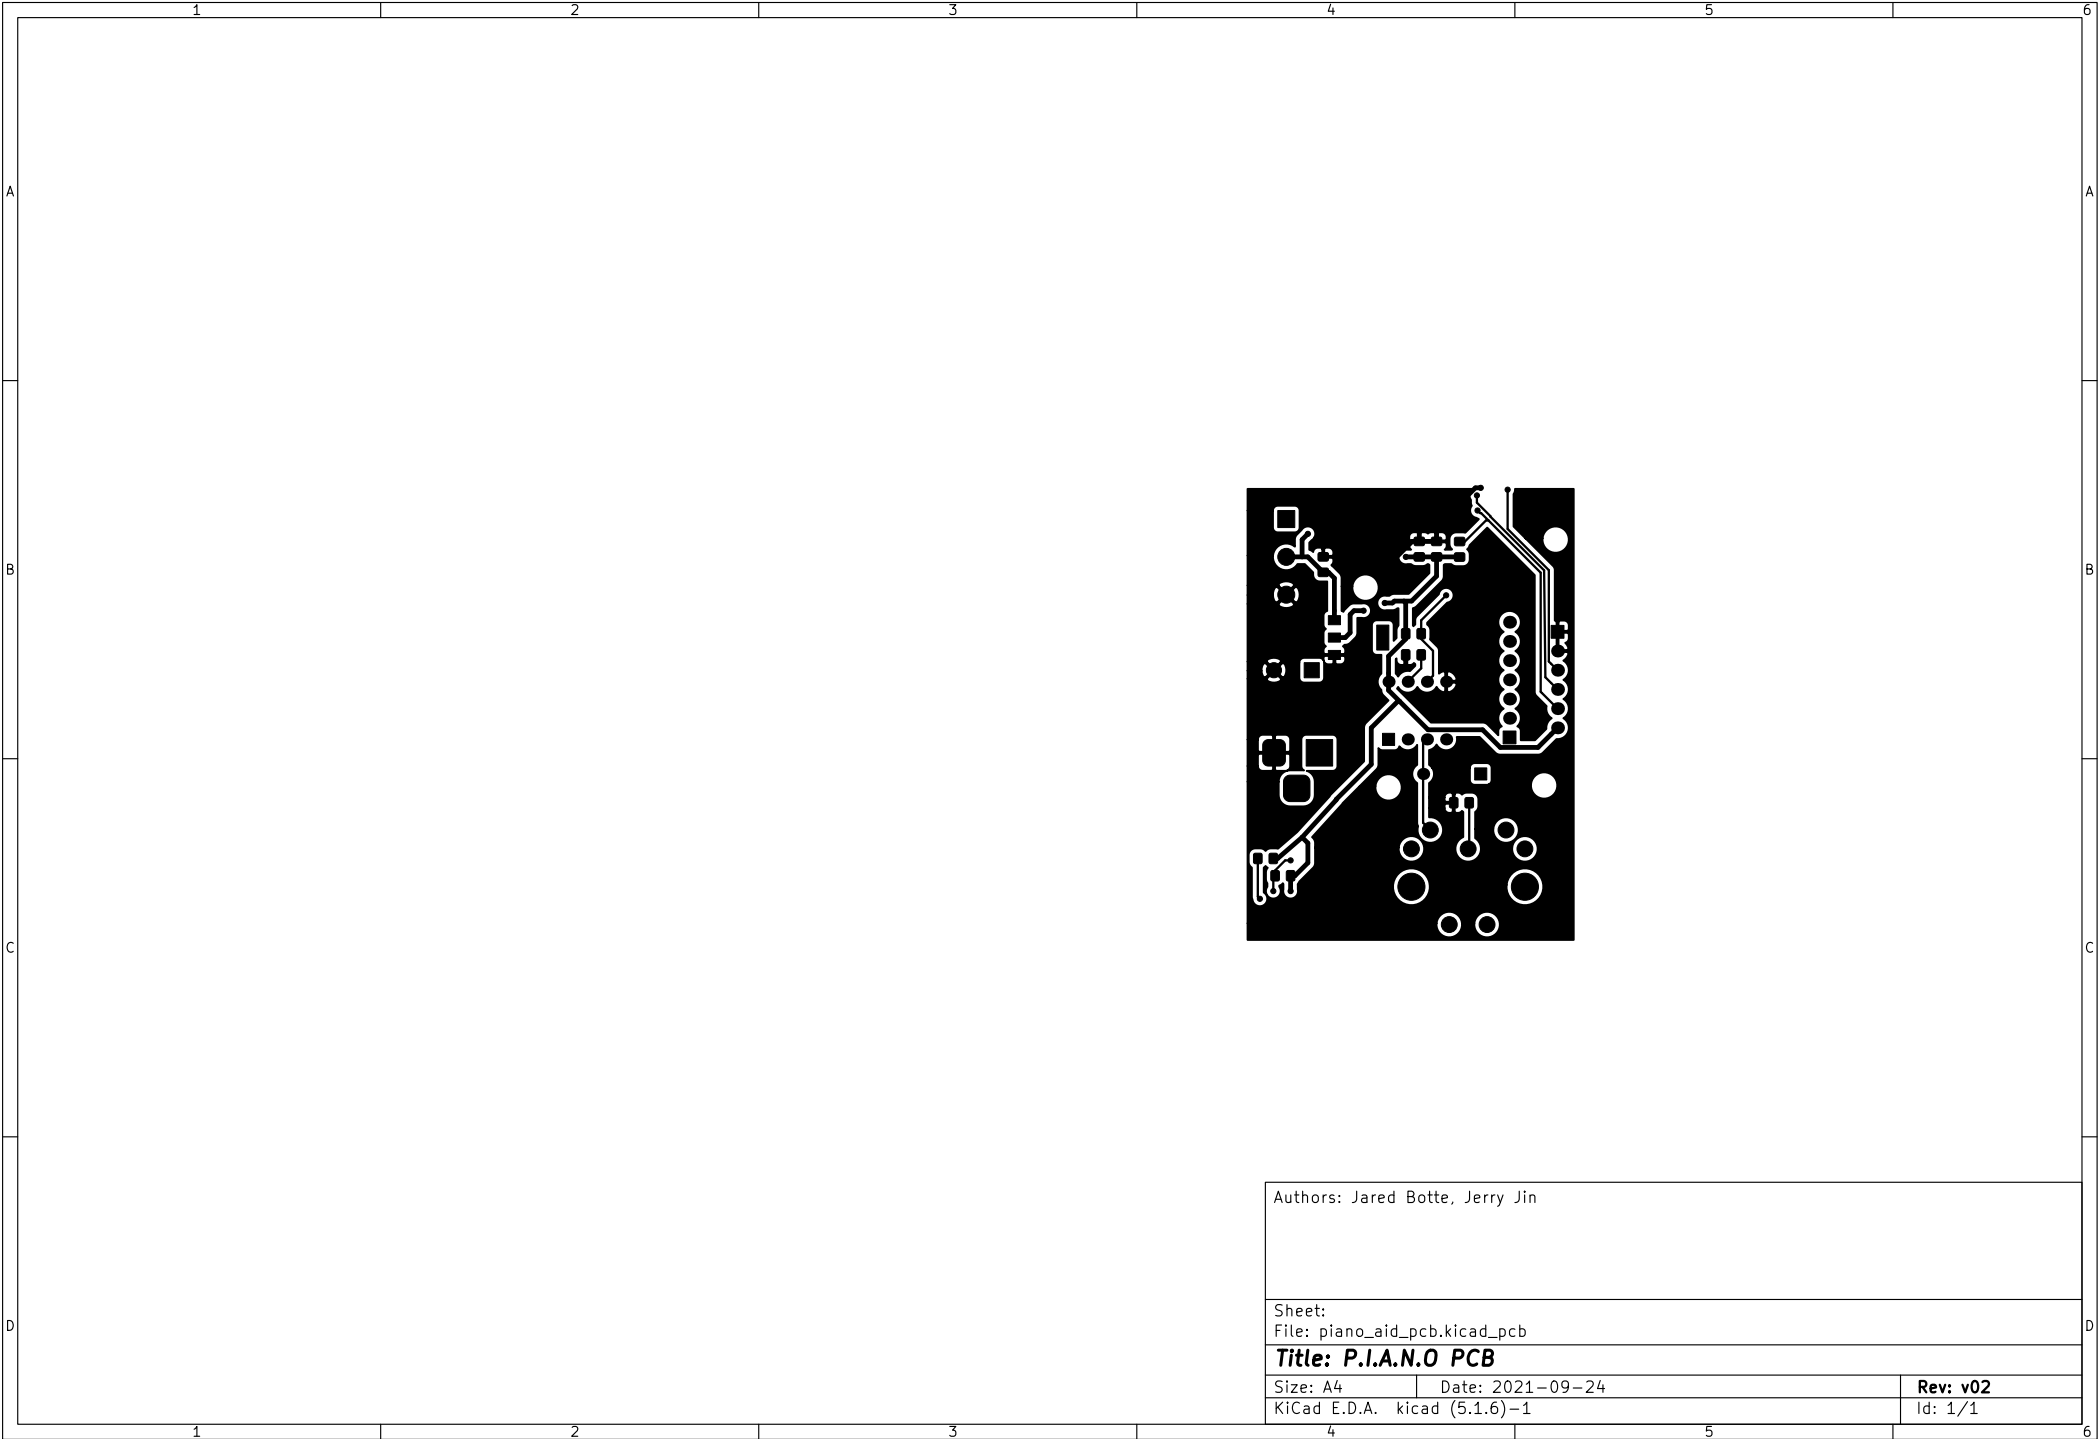 1 2 3 4 5 6
A A
B B
C C
Authors: Jared Botte, Jerry Jin
Sheet:
D D
File: piano_aid_pcb.kicad_pcb
Title: P.I.A.N.O PCB
Size: A4 Date: 2021-09-24 Rev: v02
KiCad E.D.A. kicad (5.1.6)-1 Id: 1/1
1 2 3 4 5 6